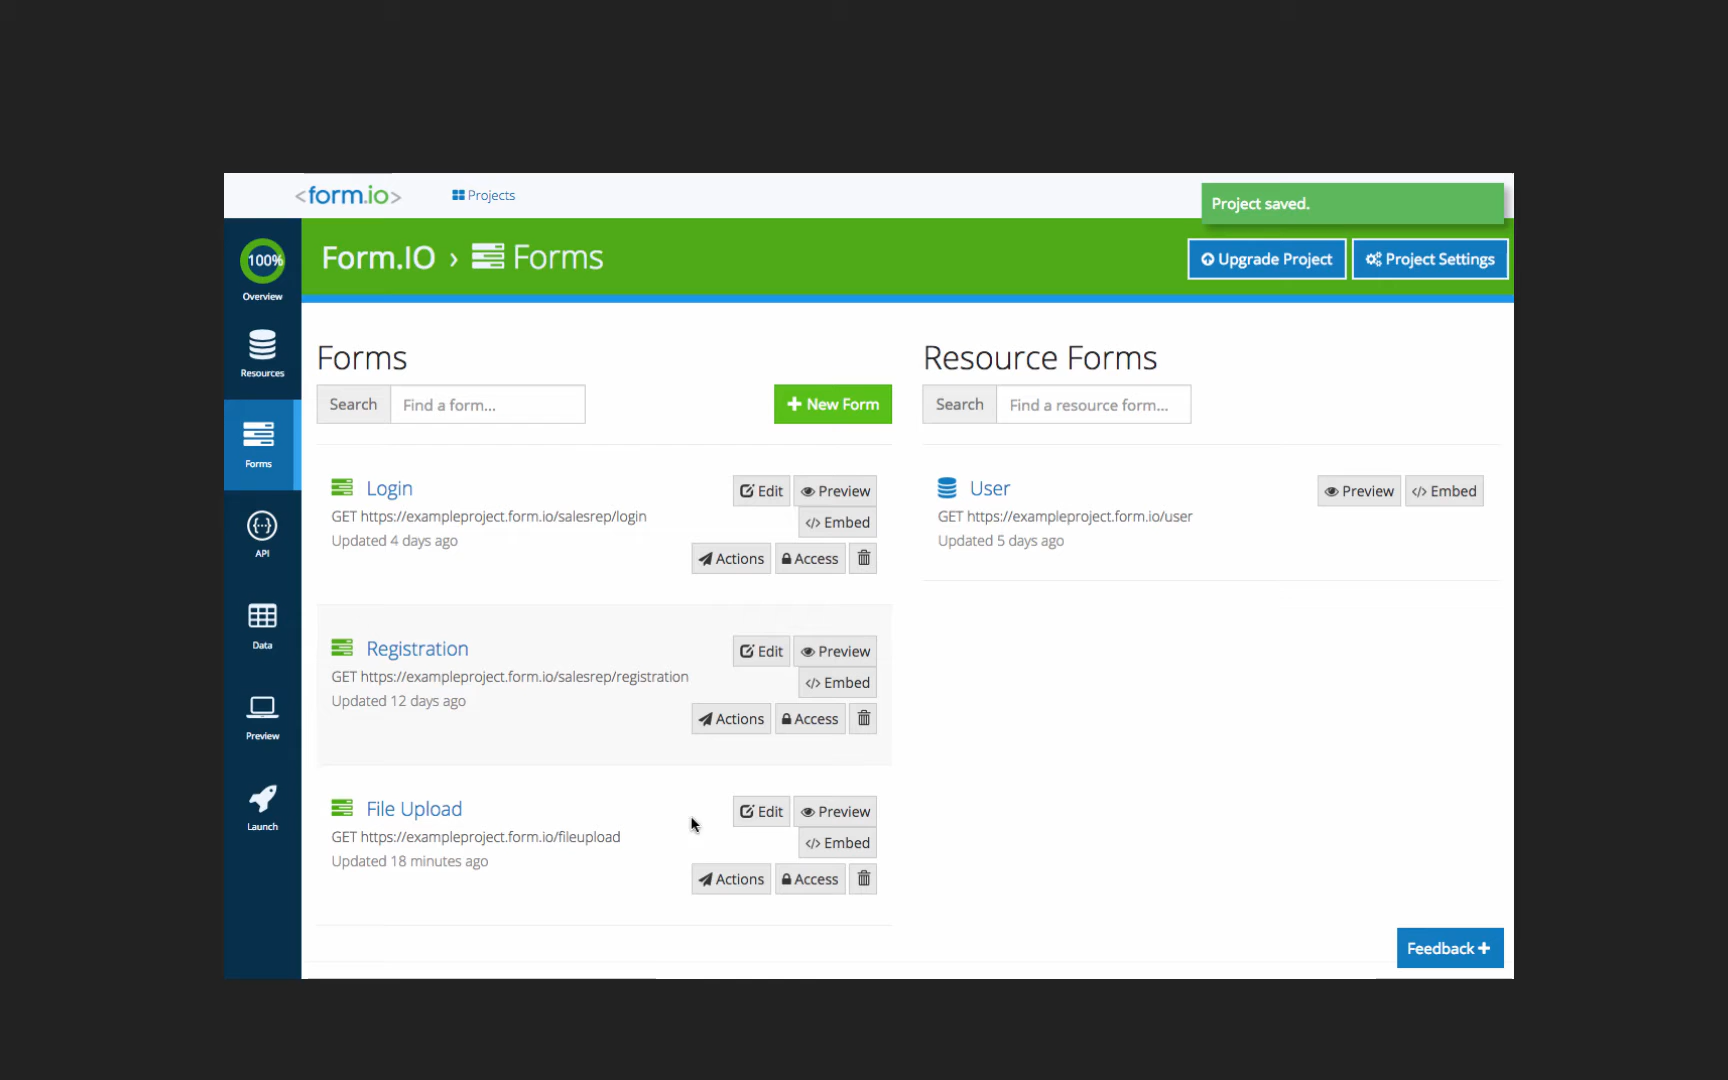 <form.io>
Projects
Project saved.
100%
Overview
Resources
Forms
API
Data
Preview
Launch
Form.IO › Forms
Upgrade Project
Project Settings
Forms
Search
Find a form...
New Form
Login
GET https://exampleproject.form.io/salesrep/login
Updated 4 days ago
Edit
Preview
</> Embed
Actions
Access
Registration
GET https://exampleproject.form.io/salesrep/registration
Updated 12 days ago
Edit
Preview
</> Embed
Actions
Access
File Upload
GET https://exampleproject.form.io/fileupload
Updated 18 minutes ago
Edit
Preview
</> Embed
Actions
Access
Resource Forms
Search
Find a resource form...
User
GET https://exampleproject.form.io/user
Updated 5 days ago
Preview
</> Embed
Feedback +